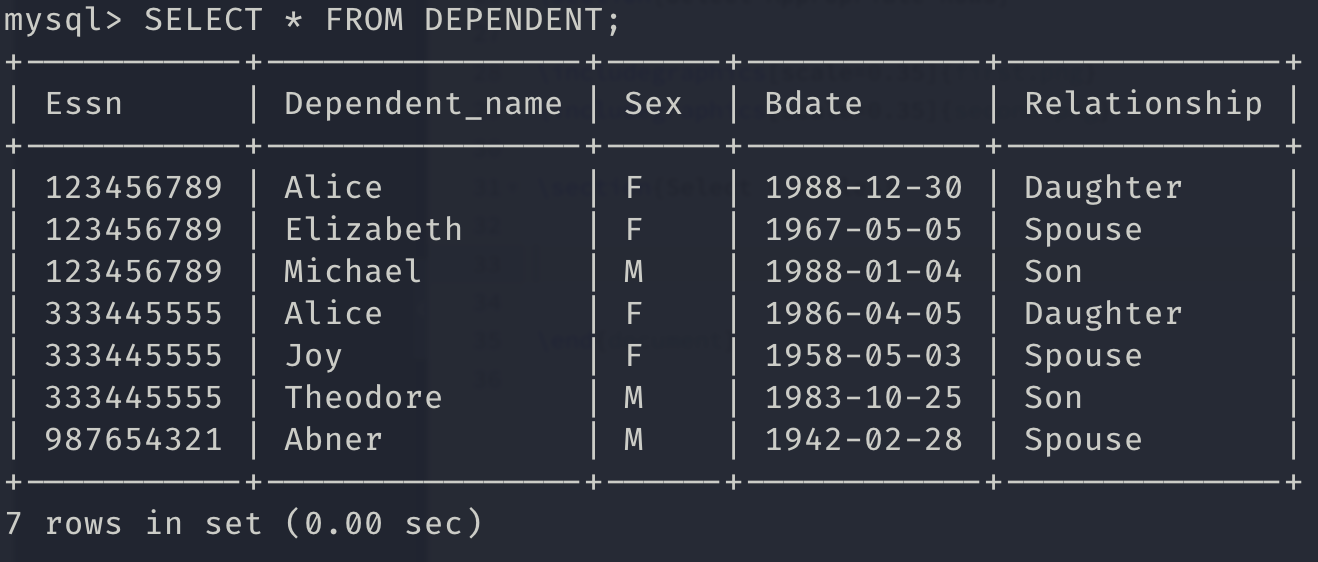 mysql> SELECT * FROM DEPENDENT;
+-----------+----------------+------+------------+--------------+
| Essn      | Dependent_name | Sex  | Bdate      | Relationship |
+-----------+----------------+------+------------+--------------+
| 123456789 | Alice          | F    | 1988-12-30 | Daughter     |
| 123456789 | Elizabeth      | F    | 1967-05-05 | Spouse       |
| 123456789 | Michael        | M    | 1988-01-04 | Son          |
| 333445555 | Alice          | F    | 1986-04-05 | Daughter     |
| 333445555 | Joy            | F    | 1958-05-03 | Spouse       |
| 333445555 | Theodore       | M    | 1983-10-25 | Son          |
| 987654321 | Abner          | M    | 1942-02-28 | Spouse       |
+-----------+----------------+------+------------+--------------+
7 rows in set (0.00 sec)